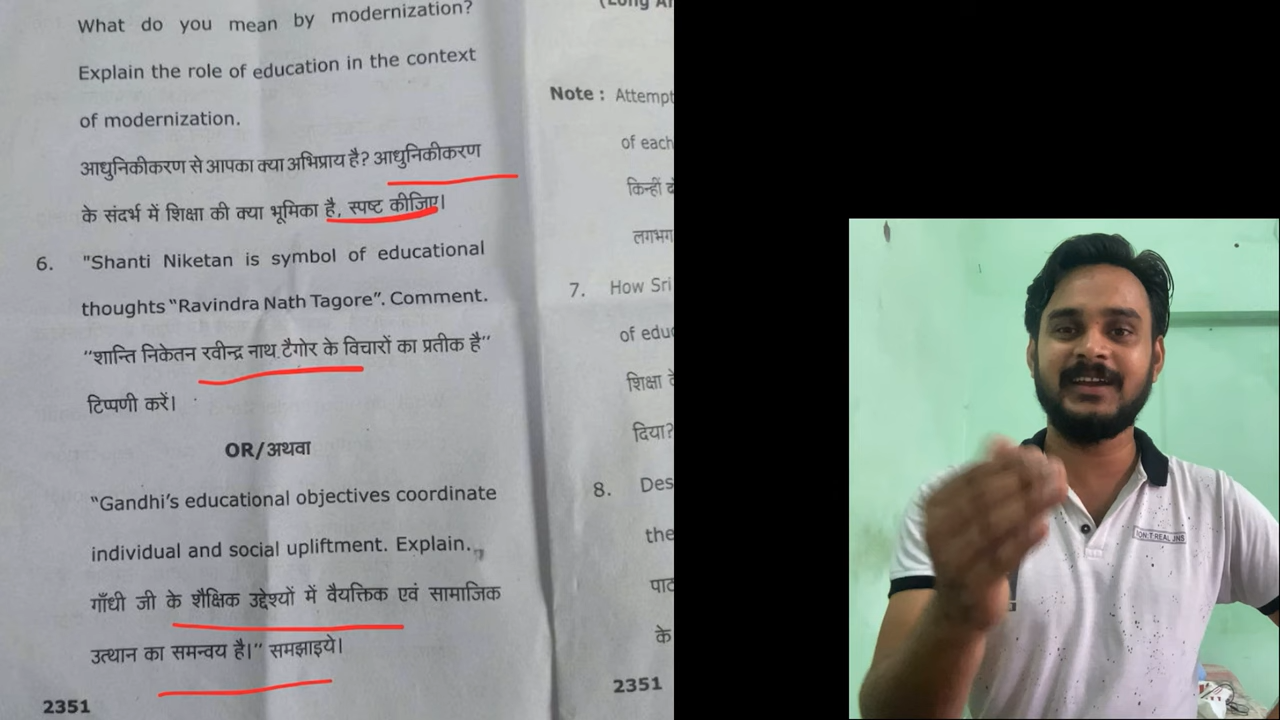 What do you mean by modernization?
Explain the role of education in the context
of modernization.
आधुनिकीकरण से आपका क्या अभिप्राय है? आधुनिकीकरण
के संदर्भ में शिक्षा की क्या भूमिका है, स्पष्ट कीजिए।
6. "Shanti Niketan is symbol of educational
thoughts "Ravindra Nath Tagore". Comment.
"शान्ति निकेतन रवीन्द्र नाथ टैगोर के विचारों का प्रतीक है"
टिप्पणी करें।
OR/अथवा
"Gandhi's educational objectives coordinate
individual and social upliftment. Explain.
गाँधी जी के शैक्षिक उद्देश्यों में वैयक्तिक एवं सामाजिक
उत्थान का समन्वय है।" समझाइये।
2351
Note : Attempt
of each
किन्हीं
लगभग
7. How Sri
of
शिक्षा
दिया?
8.
the
के
2351